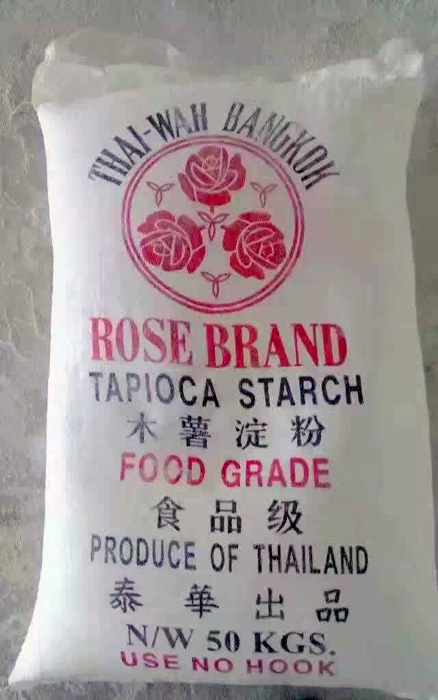 THAI-WAH BANGKOK
ROSE BRAND
TAPIOCA STARCH
木薯淀粉
FOOD GRADE
食品级
PRODUCE OF THAILAND
泰華出品
N/W 50 KGS.
USE NO HOOK